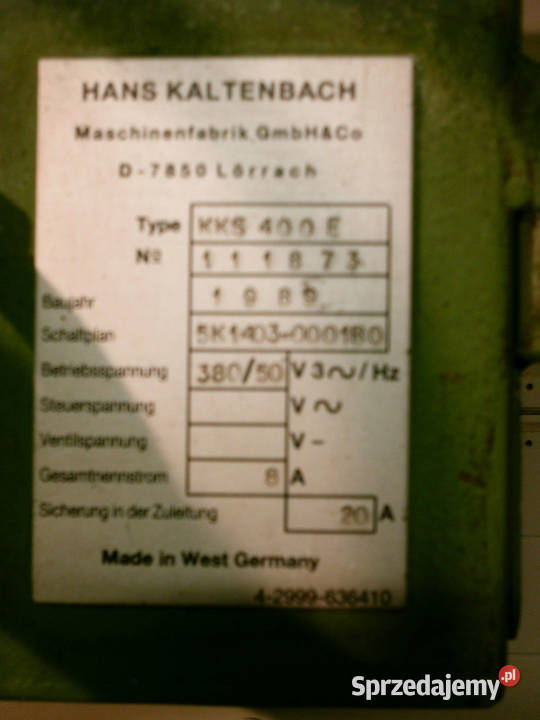 HANS KALTENBACH
Maschinenfabrik GmbH&Co
D-7850 Lörrach
Type KKS 400 E
Nº 111873
Baujahr 1989
Schaltplan 5K1403-0001B0
Betriebsspannung 380/50 V 3~/Hz
Steuerspannung V ~
Ventilspannung V -
Gesamtnennstrom 8 A
Sicherung in der Zuleitung 20 A
Made in West Germany
4-2999-636410
Sprzedajemy.pl